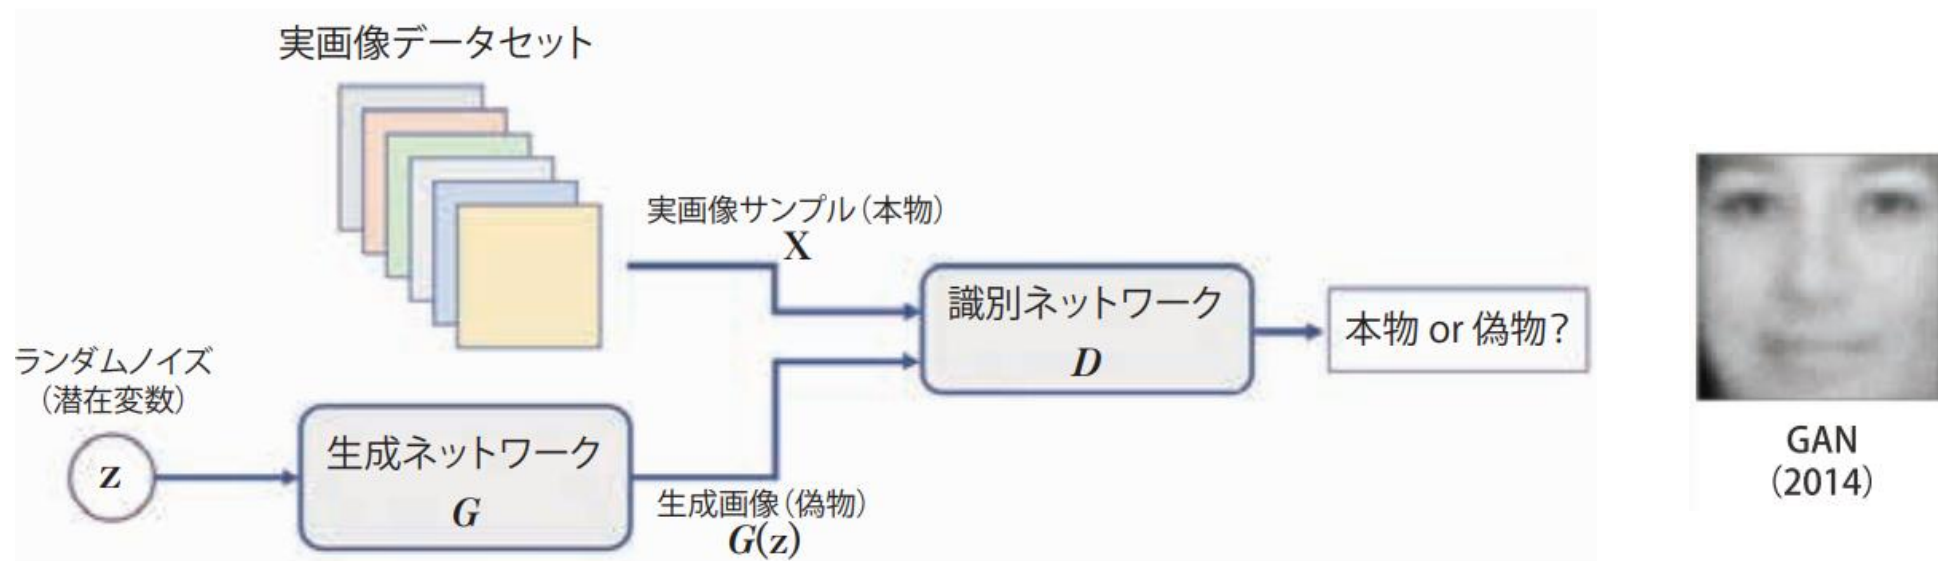 実画像データセット
実画像サンプル（本物）
X
ランダムノイズ
（潜在変数）
z
生成ネットワーク
G
生成画像（偽物）
G(z)
識別ネットワーク
D
本物 or 偽物？
GAN
（2014）